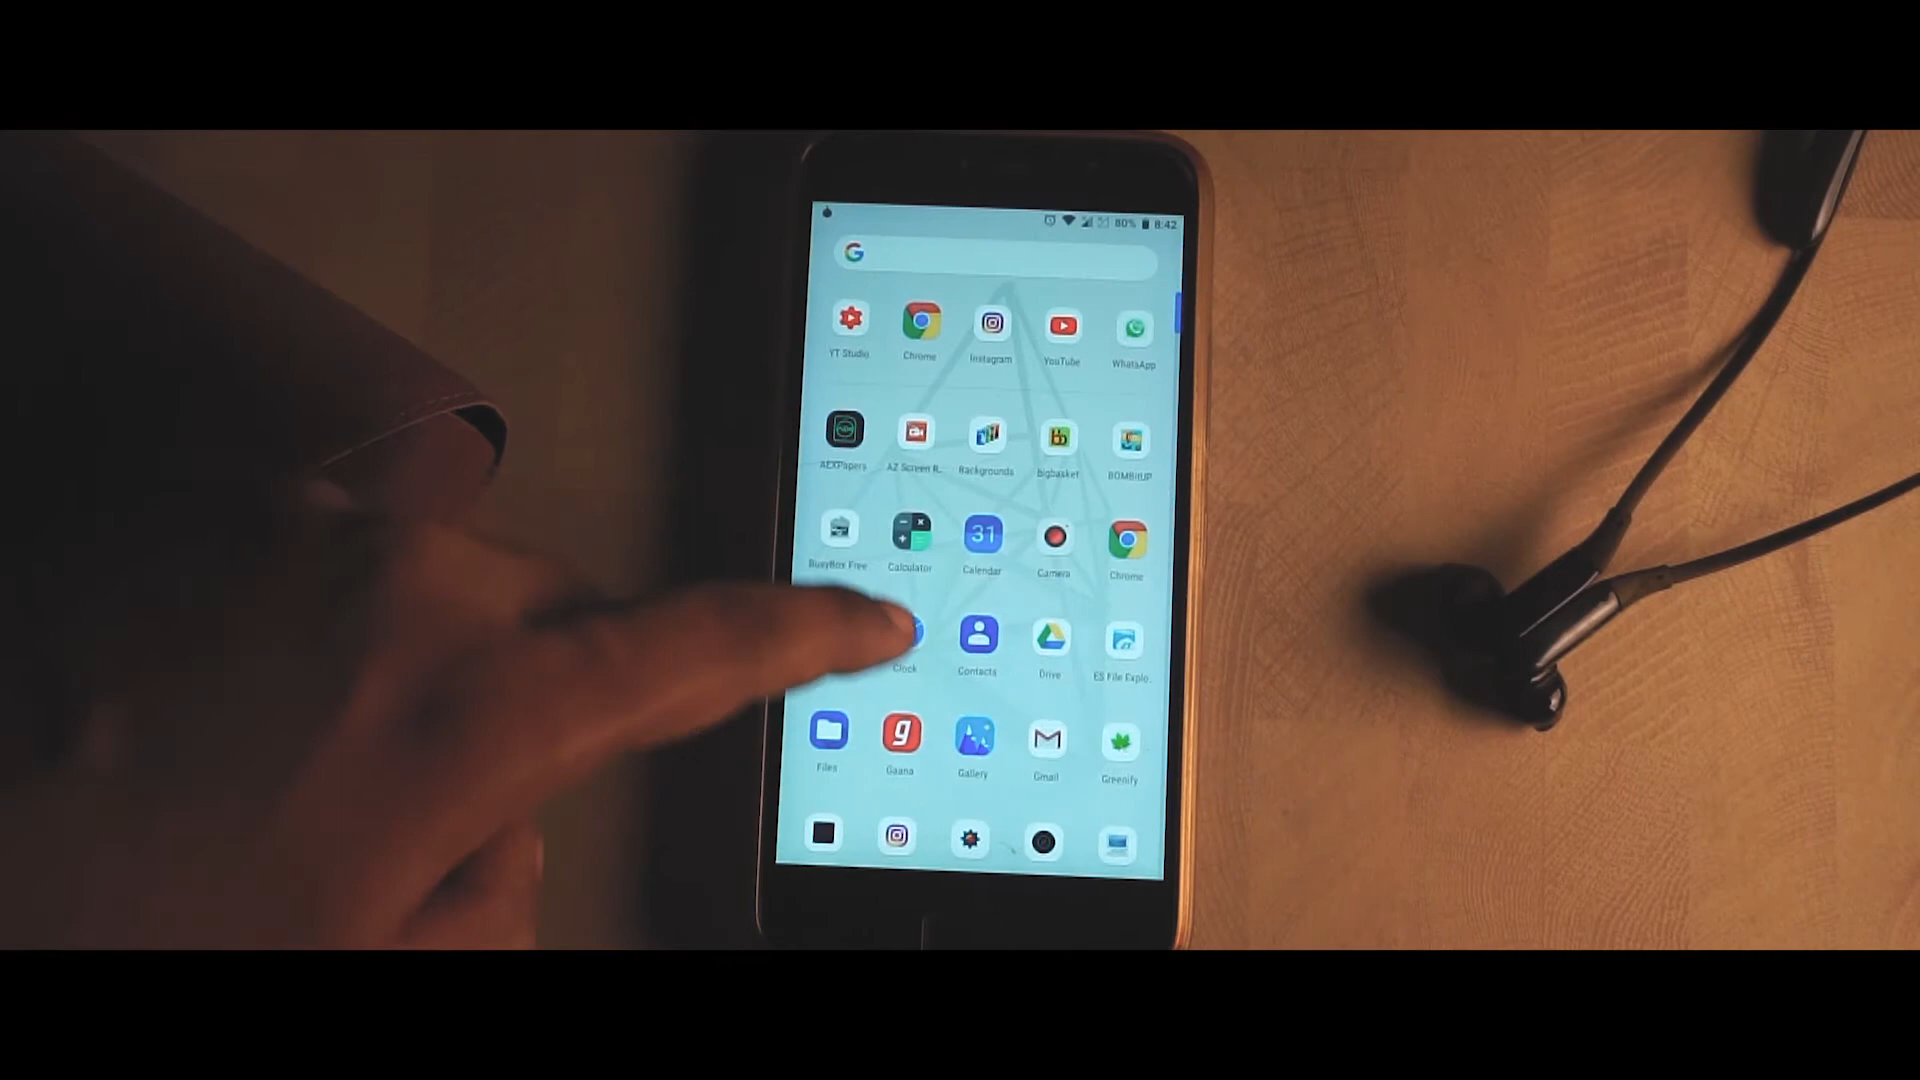 80% 8:42
G
YT Studio Chrome Instagram YouTube WhatsApp
AEXPapers AZ Screen R.. Backgrounds bigbasket BOMBitUP
31
BusyBox Free Calculator Calendar Camera Chrome
Clock Contacts Drive ES File Explo..
g
Files Gaana Gallery Gmail Greenify